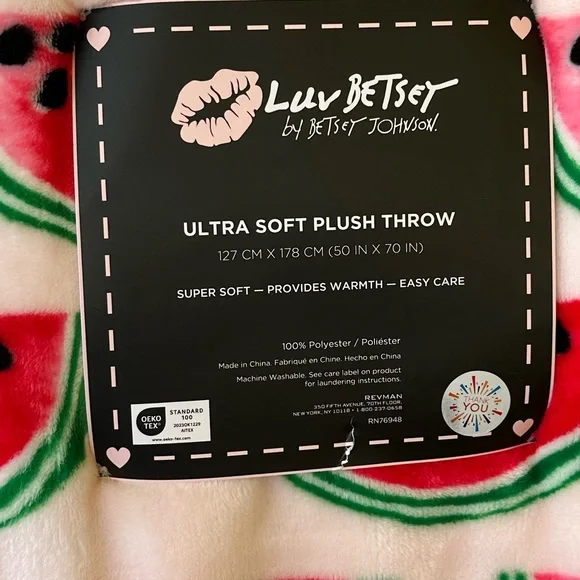 Luv BETSEY
by BETSEY JOHNSON.
ULTRA SOFT PLUSH THROW
127 CM X 178 CM (50 IN X 70 IN)
SUPER SOFT — PROVIDES WARMTH — EASY CARE
100% Polyester / Poliéster
Made in China. Fabriqué en Chine. Hecho en China
Machine Washable. See care label on product
for laundering instructions.
REVMAN
350 FIFTH AVENUE, 70TH FLOOR,
NEW YORK, NY 10118 • 1-800-237-0658
RN76948
OEKO
TEX®
STANDARD
100
2023OK1229
AITEX
www.oeko-tex.com
THANK
YOU